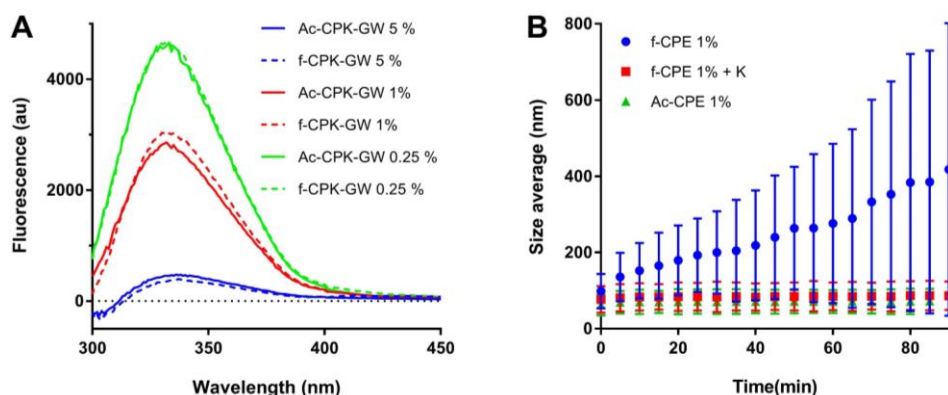 A
Ac-CPK-GW 5 %
f-CPK-GW 5 %
Ac-CPK-GW 1%
f-CPK-GW 1%
Ac-CPK-GW 0.25 %
f-CPK-GW 0.25 %
Fluorescence (au)
4000
2000
0
300
350
400
450
Wavelength (nm)
B
f-CPE 1%
f-CPE 1% + K
Ac-CPE 1%
Size average (nm)
800
600
400
200
0
0
20
40
60
80
Time(min)